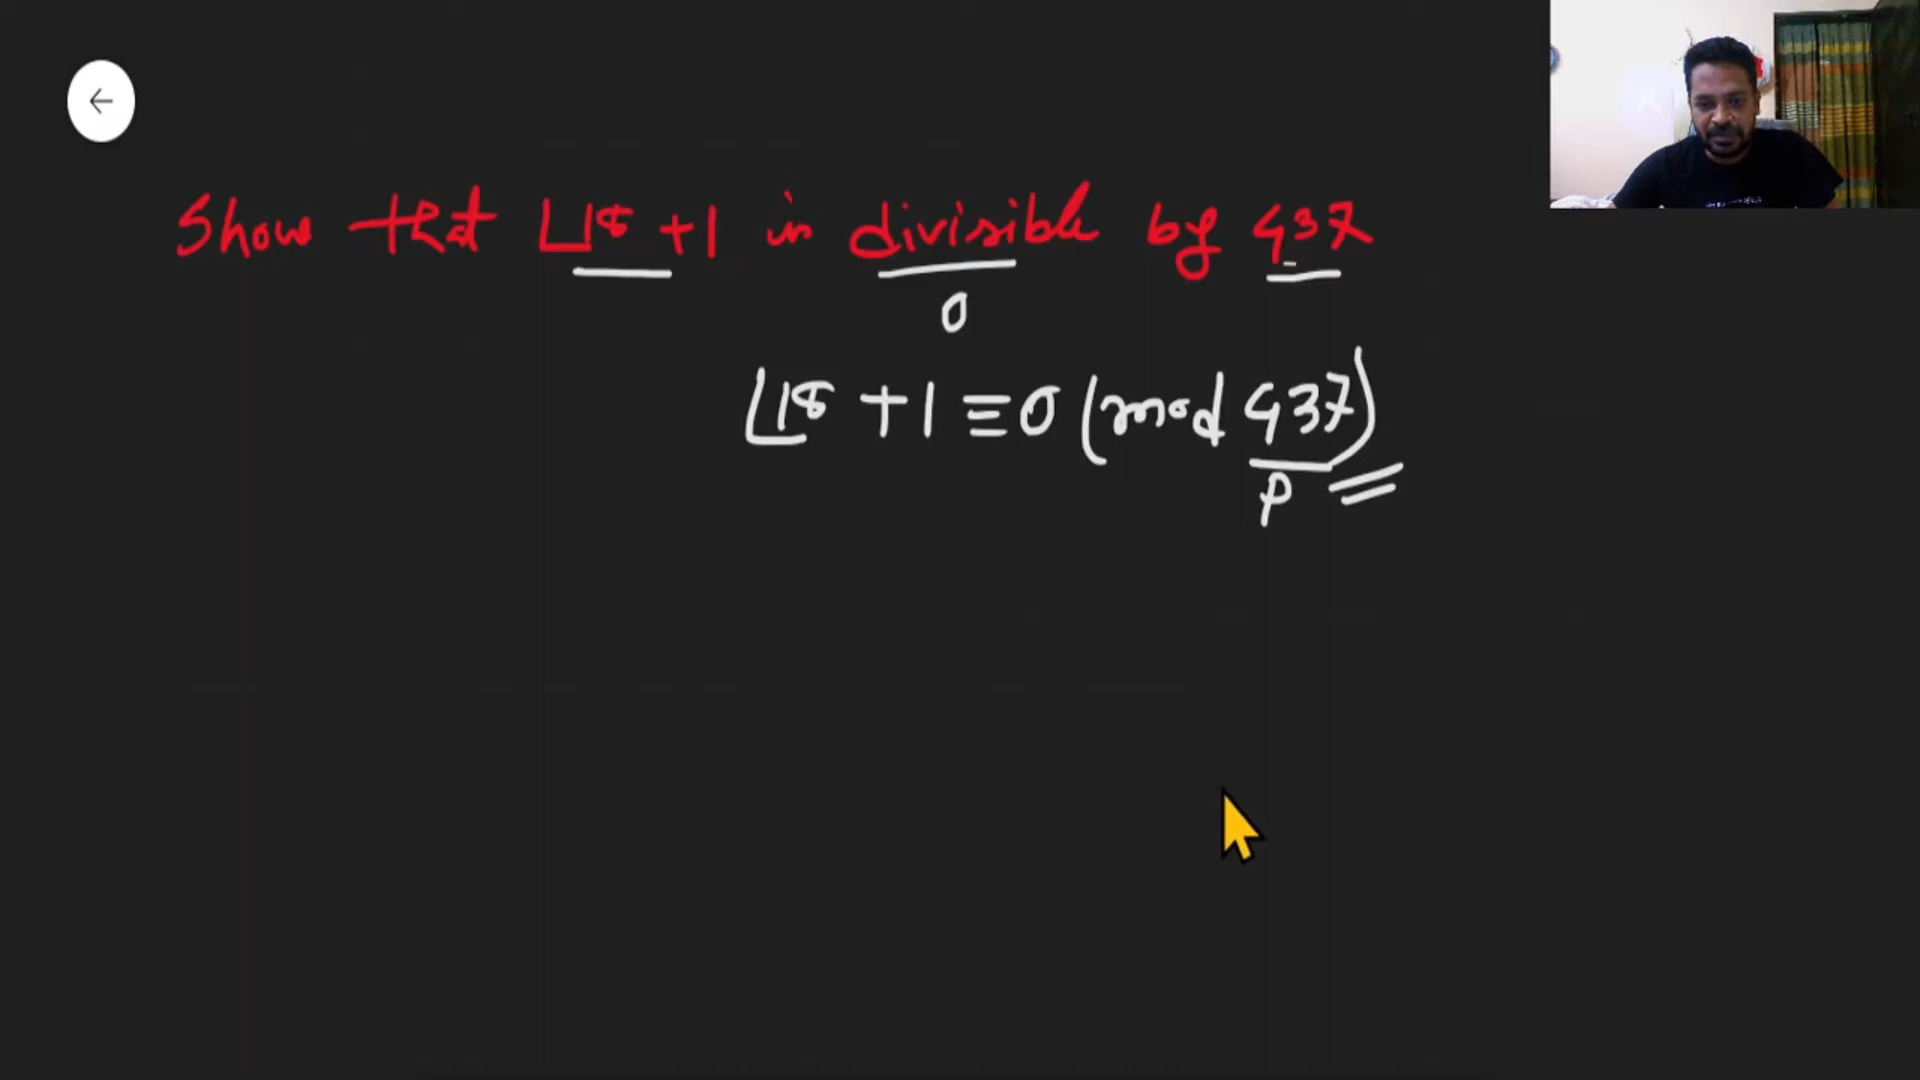 Show that ⌊18 +1 is divisible by 437
0
⌊18 +1 ≡ 0 (mod 437)
p